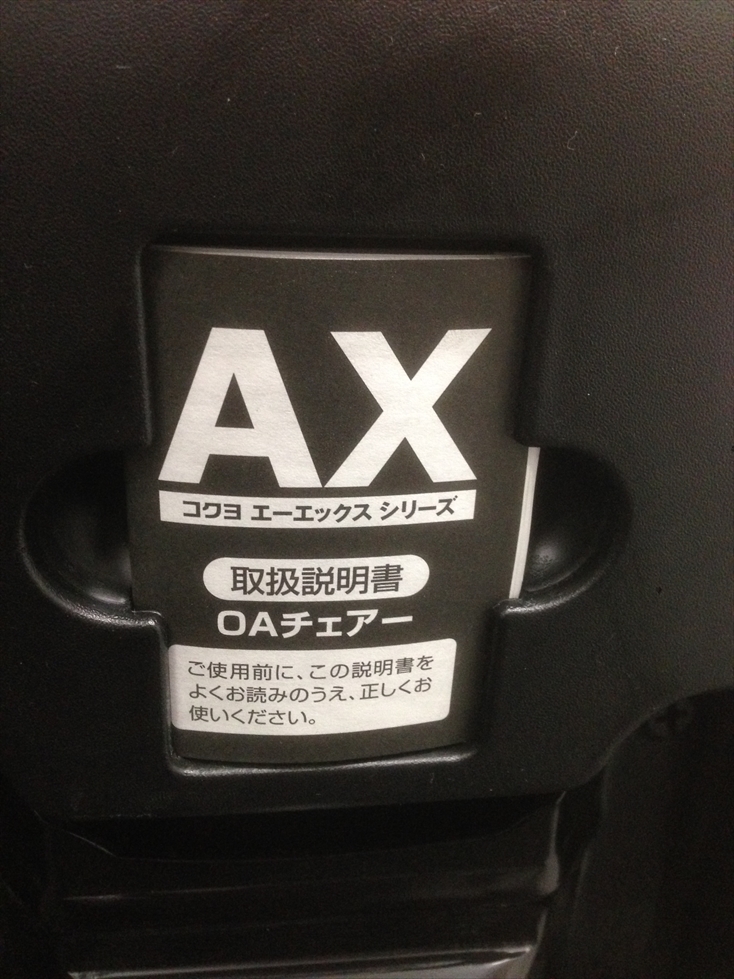 AX
コクヨ エーエックス シリーズ
取扱説明書
OAチェアー
ご使用前に、この説明書を
よくお読みのうえ、正しくお
使いください。